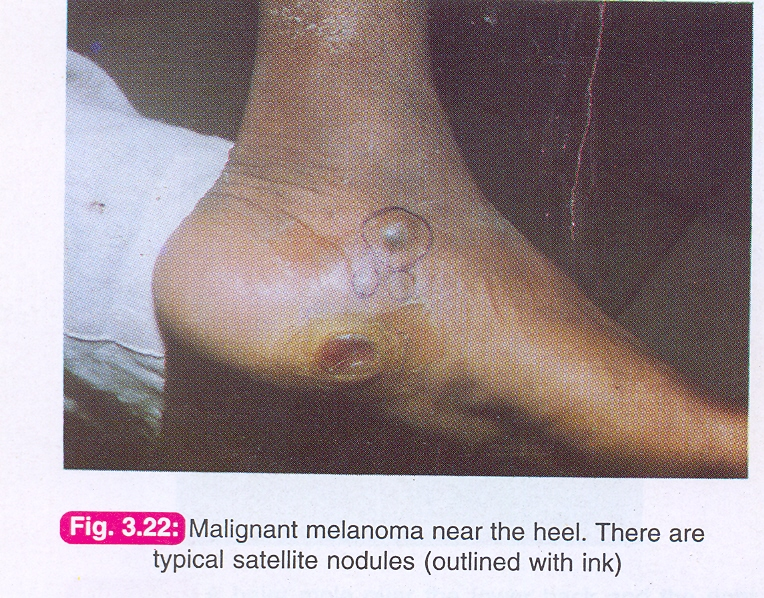 Fig. 3.22: Malignant melanoma near the heel. There are
typical satellite nodules (outlined with ink)